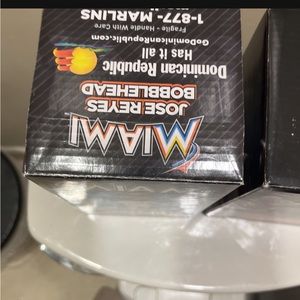 MIAMI
JOSE REYES
BOBBLEHEAD
Dominican Republic
Has it all
GoDominicanRepublic.com
Fragile - Handle With Care
1-877-MARLINS